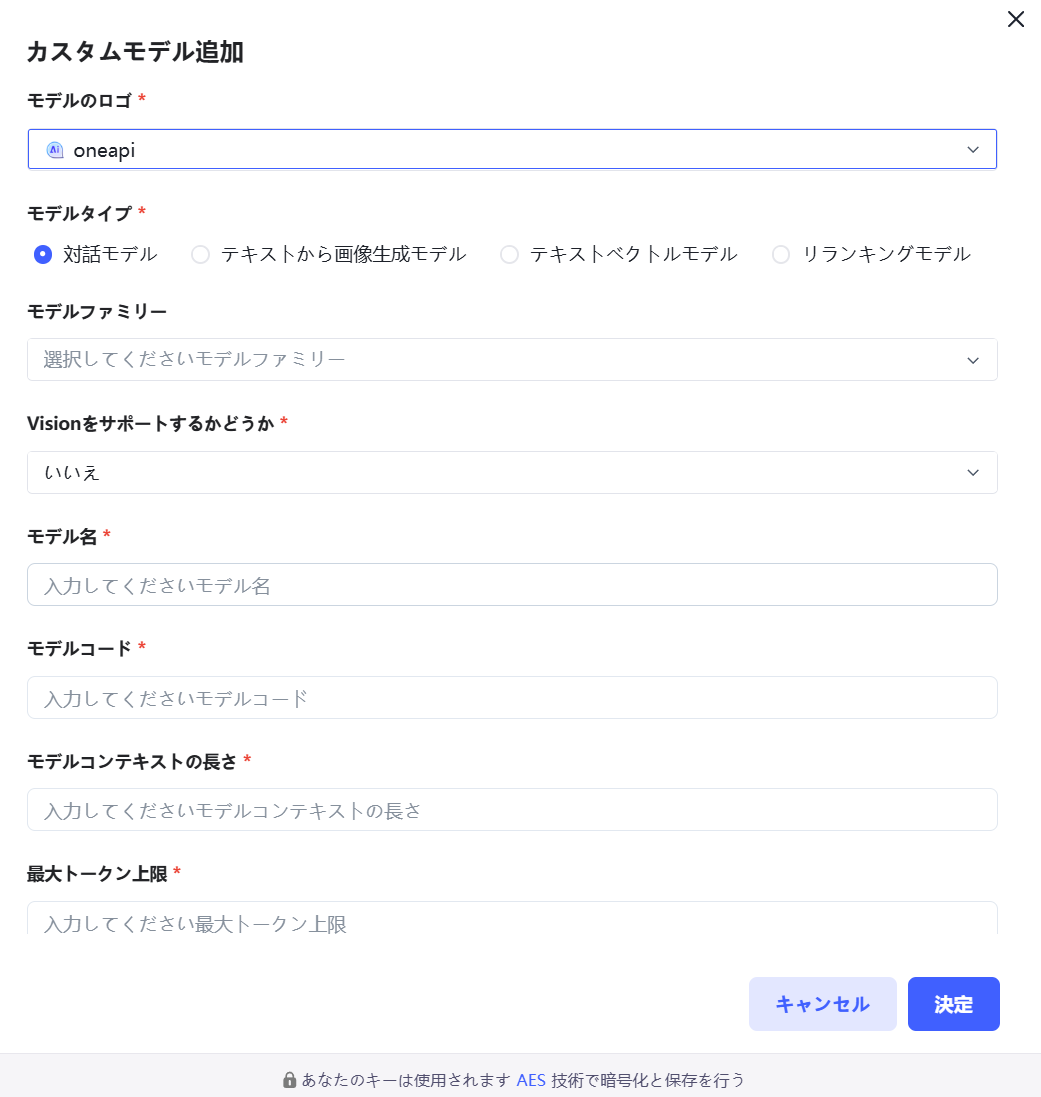 カスタムモデル追加
モデルのロゴ *
Ai oneapi
モデルタイプ *
対話モデル テキストから画像生成モデル テキストベクトルモデル リランキングモデル
モデルファミリー
選択してくださいモデルファミリー
Visionをサポートするかどうか *
いいえ
モデル名 *
入力してくださいモデル名
モデルコード *
入力してくださいモデルコード
モデルコンテキストの長さ *
入力してくださいモデルコンテキストの長さ
最大トークン上限 *
入力してください最大トークン上限
キャンセル 決定
あなたのキーは使用されます AES 技術で暗号化と保存を行う